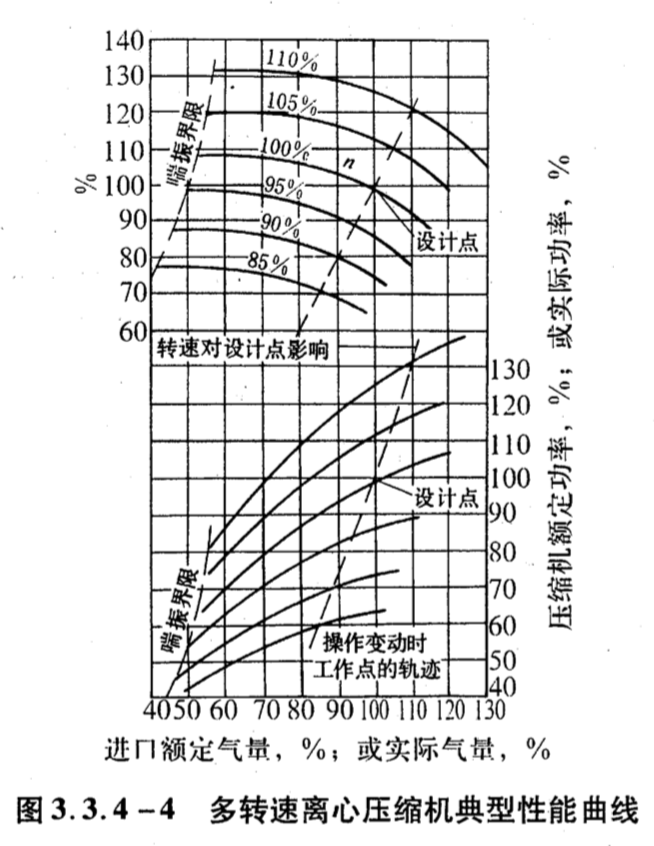 140
130
120
110
100
90
80
70
60
%
喘振界限
110%
105%
100%
n
95%
90%
85%
设计点
转速对设计点影响
130
120
110
100
90
80
70
60
50
40
设计点
喘振界限
操作变动时
工作点的轨迹
压缩机额定功率，%；或实际功率，%
40 50 60 70 80 90 100 110 120 130
进口额定气量，%；或实际气量，%
图3.3.4-4 多转速离心压缩机典型性能曲线